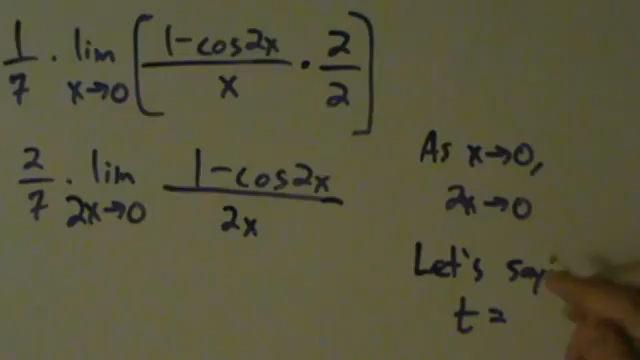 1/7 · lim x→0 [ (1-cos2x)/x · 2/2 ]
2/7 · lim 2x→0 (1-cos2x)/2x
As x→0,
2x→0
Let's say
t =